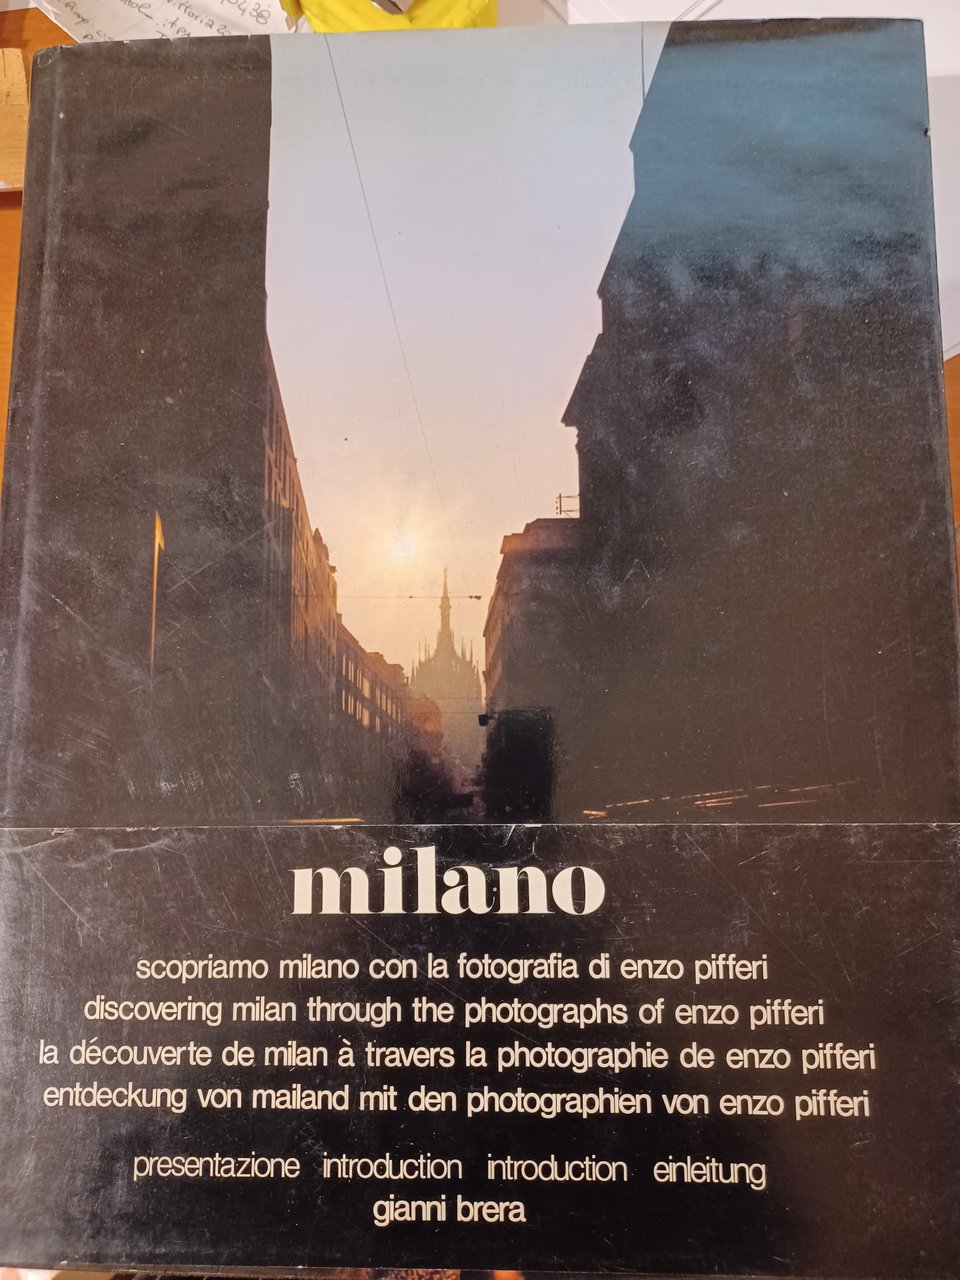 milano
scopriamo milano con la fotografia di enzo pifferi
discovering milan through the photographs of enzo pifferi
la découverte de milan à travers la photographie de enzo pifferi
entdeckung von mailand mit den photographien von enzo pifferi
presentazione introduction introduction einleitung
gianni brera